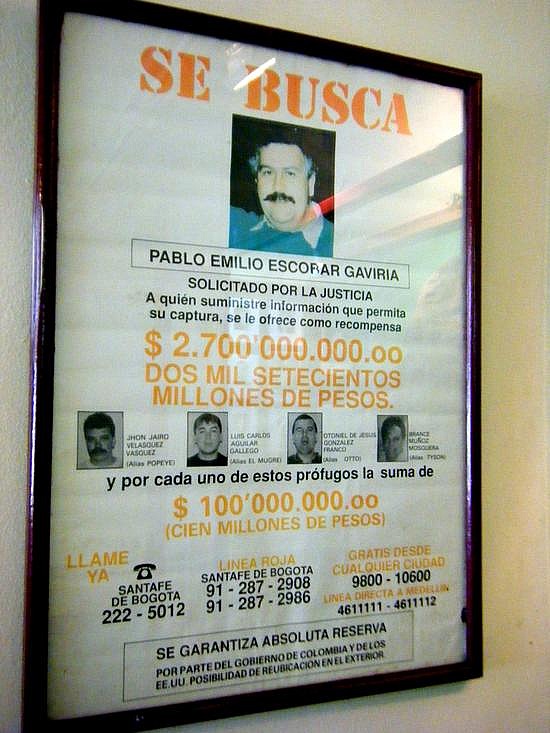 SE BUSCA
PABLO EMILIO ESCOBAR GAVIRIA
SOLICITADO POR LA JUSTICIA
A quién suministre información que permita
su captura, se le ofrece como recompensa
$ 2.700'000.000.oo
DOS MIL SETECIENTOS
MILLONES DE PESOS.
JHON JAIRO
VELASQUEZ
VASQUEZ
(Alias POPEYE)
LUIS CARLOS
AGUILAR
GALLEGO
(Alias EL MUGRE)
OTONIEL DE JESUS
GONZALEZ
FRANCO
(Alias OTTO)
BRANCE
MUÑOZ
MOSQUERA
(Alias TYSON)
y por cada uno de estos prófugos la suma de
$ 100'000.000.oo
(CIEN MILLONES DE PESOS)
LLAME
YA
SANTAFE
DE BOGOTA
222 - 5012
LINEA ROJA
SANTAFE DE BOGOTA
91 - 287 - 2908
91 - 287 - 2986
GRATIS DESDE
CUALQUIER CIUDAD
9800 - 10600
LINEA DIRECTA A MEDELLIN
4611111 - 4611112
SE GARANTIZA ABSOLUTA RESERVA
POR PARTE DEL GOBIERNO DE COLOMBIA Y DE LOS
EE.UU. POSIBILIDAD DE REUBICACION EN EL EXTERIOR.